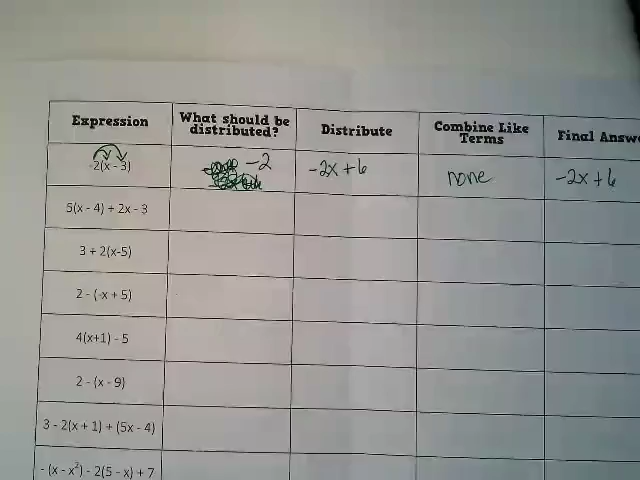 Expression
What should be
distributed?
Distribute
Combine Like
Terms
Final Answe
-2(x - 3)
-2
-2x + 6
none
-2x + 6
5(x - 4) + 2x - 3
3 + 2(x-5)
2 - (-x + 5)
4(x+1) - 5
2 - (x - 9)
3 - 2(x + 1) + (5x - 4)
- (x - x²) - 2(5 - x) + 7